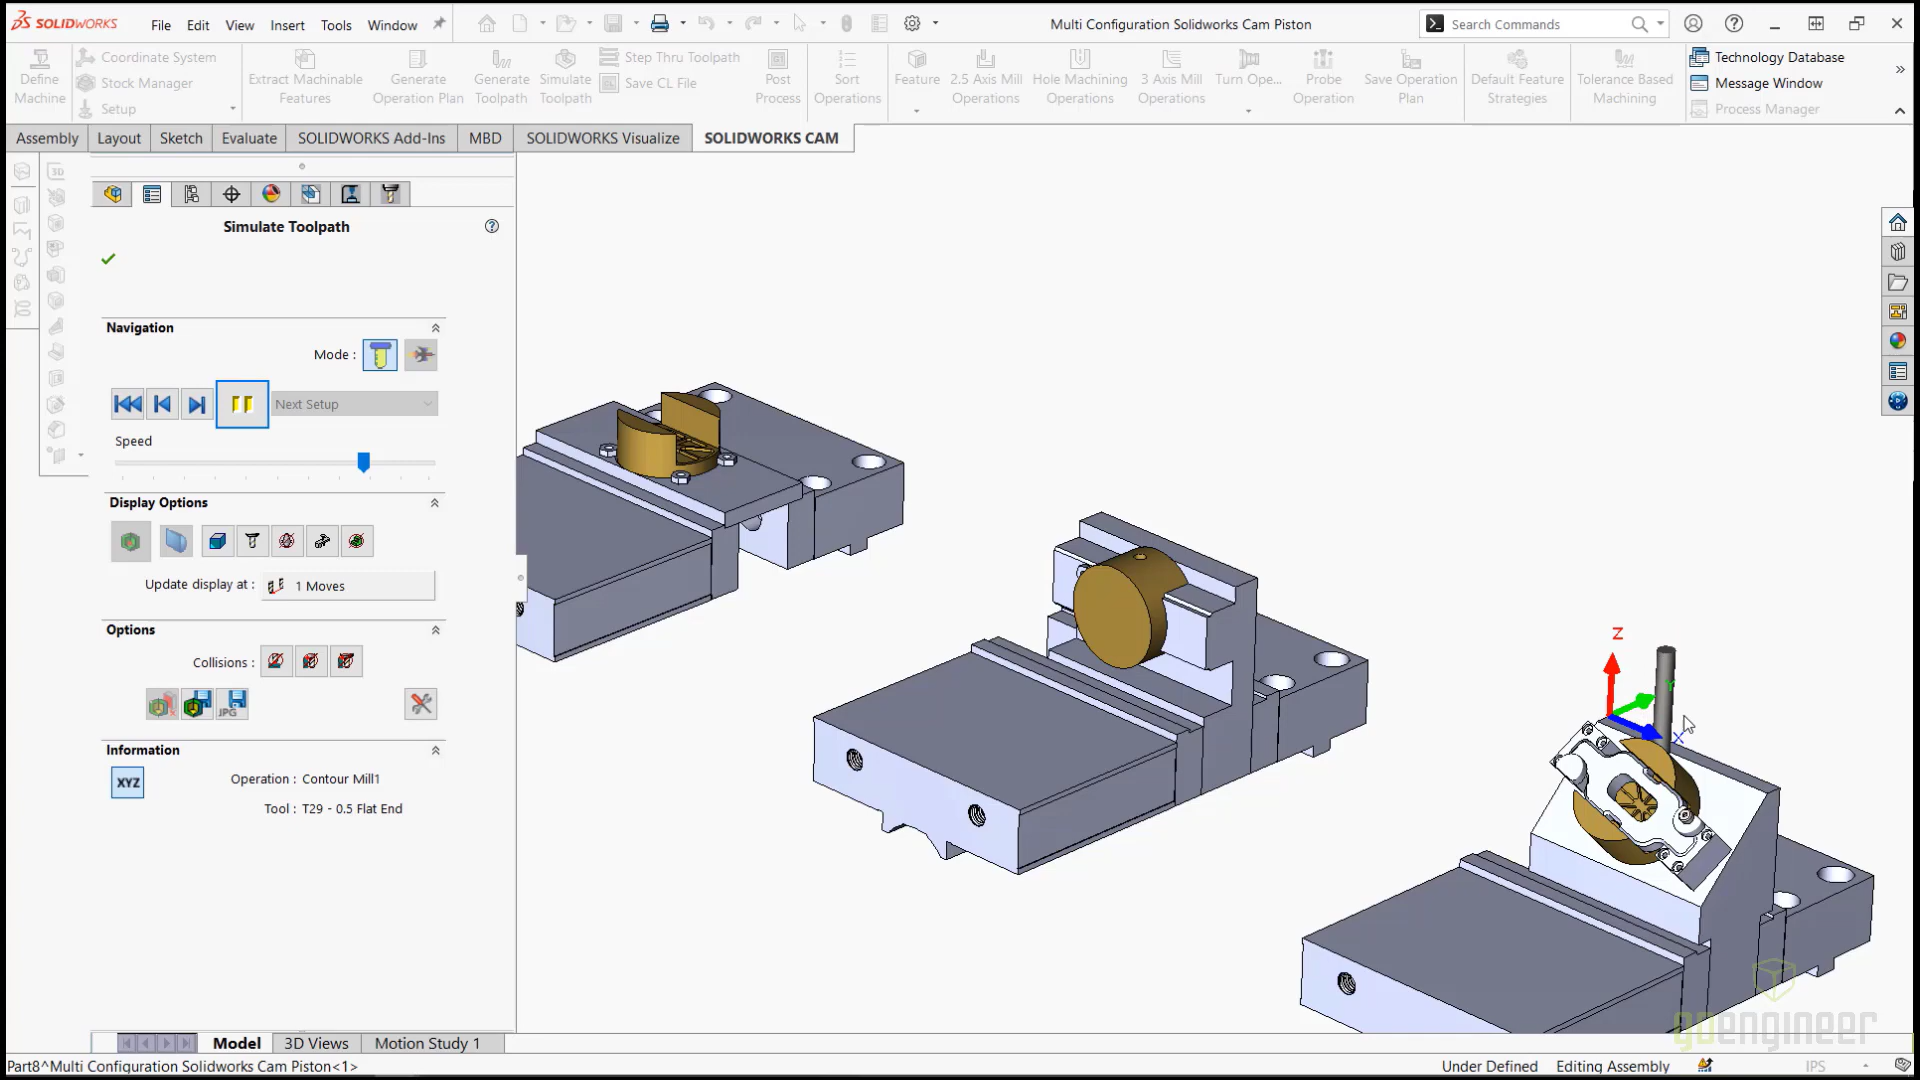 SOLIDWORKS File Edit View Insert Tools Window Multi Configuration Solidworks Cam Piston Search Commands
Define Machine
Coordinate System
Stock Manager
Setup
Extract Machinable Features
Generate Operation Plan
Generate Toolpath
Simulate Toolpath
Step Thru Toolpath
Save CL File
Post Process
Sort Operations
Feature
2.5 Axis Mill Operations
Hole Machining Operations
3 Axis Mill Operations
Turn Ope...
Probe Operation
Save Operation Plan
Default Feature Strategies
Tolerance Based Machining
Technology Database
Message Window
Process Manager
Assembly Layout Sketch Evaluate SOLIDWORKS Add-Ins MBD SOLIDWORKS Visualize SOLIDWORKS CAM
Simulate Toolpath
Navigation
Mode :
Next Setup
Speed
Display Options
Update display at : 1 Moves
Options
Collisions :
JPG
Information
XYZ
Operation : Contour Mill1
Tool : T29 - 0.5 Flat End
Z
Y
X
goengineer
Model 3D Views Motion Study 1
Part8^Multi Configuration Solidworks Cam Piston<1> Under Defined Editing Assembly IPS